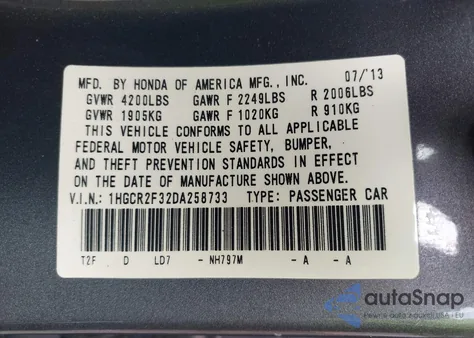 MFD. BY HONDA OF AMERICA MFG., INC. 07/13
GVWR 4200LBS GAWR F 2249LBS R 2006LBS
GVWR 1905KG GAWR F 1020KG R 910KG
THIS VEHICLE CONFORMS TO ALL APPLICABLE
FEDERAL MOTOR VEHICLE SAFETY, BUMPER,
AND THEFT PREVENTION STANDARDS IN EFFECT
ON THE DATE OF MANUFACTURE SHOWN ABOVE.
V.I.N.: 1HGCR2F32DA258733 TYPE: PASSENGER CAR
T2F D LD7 - NH797M - A - A
autoSnap